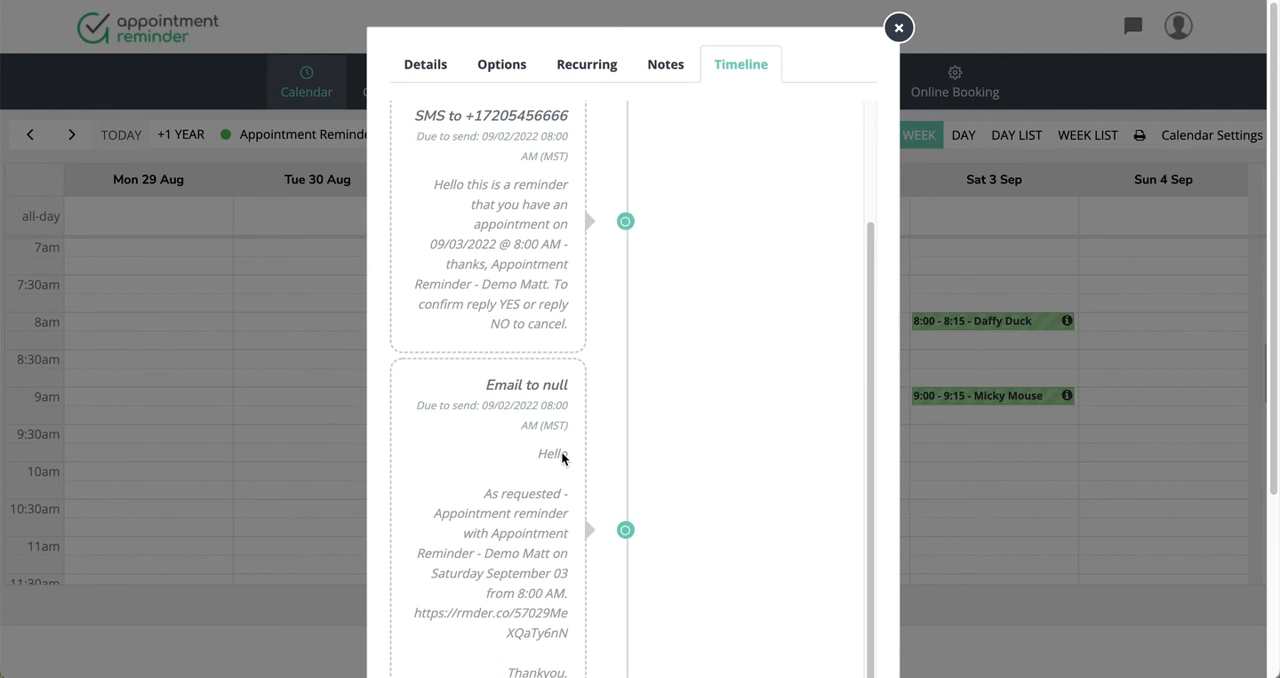 appointment
reminder
Calendar
Online Booking
TODAY
+1 YEAR
WEEK
DAY
DAY LIST
WEEK LIST
Calendar Settings
Mon 29 Aug
Tue 30 Aug
Sat 3 Sep
Sun 4 Sep
all-day
7am
7:30am
8am
8:30am
9am
9:30am
10am
10:30am
11am
11:30am
8:00 - 8:15 - Daffy Duck
9:00 - 9:15 - Micky Mouse
Details
Options
Recurring
Notes
Timeline
SMS to +17205456666
Due to send: 09/02/2022 08:00
AM (MST)
Hello this is a reminder
that you have an
appointment on
09/03/2022 @ 8:00 AM -
thanks, Appointment
Reminder - Demo Matt. To
confirm reply YES or reply
NO to cancel.
Email to null
Due to send: 09/02/2022 08:00
AM (MST)
Hello
As requested -
Appointment reminder
with Appointment
Reminder - Demo Matt on
Saturday September 03
from 8:00 AM.
https://rmder.co/57029Me
XQaTy6nN
Thankyou.